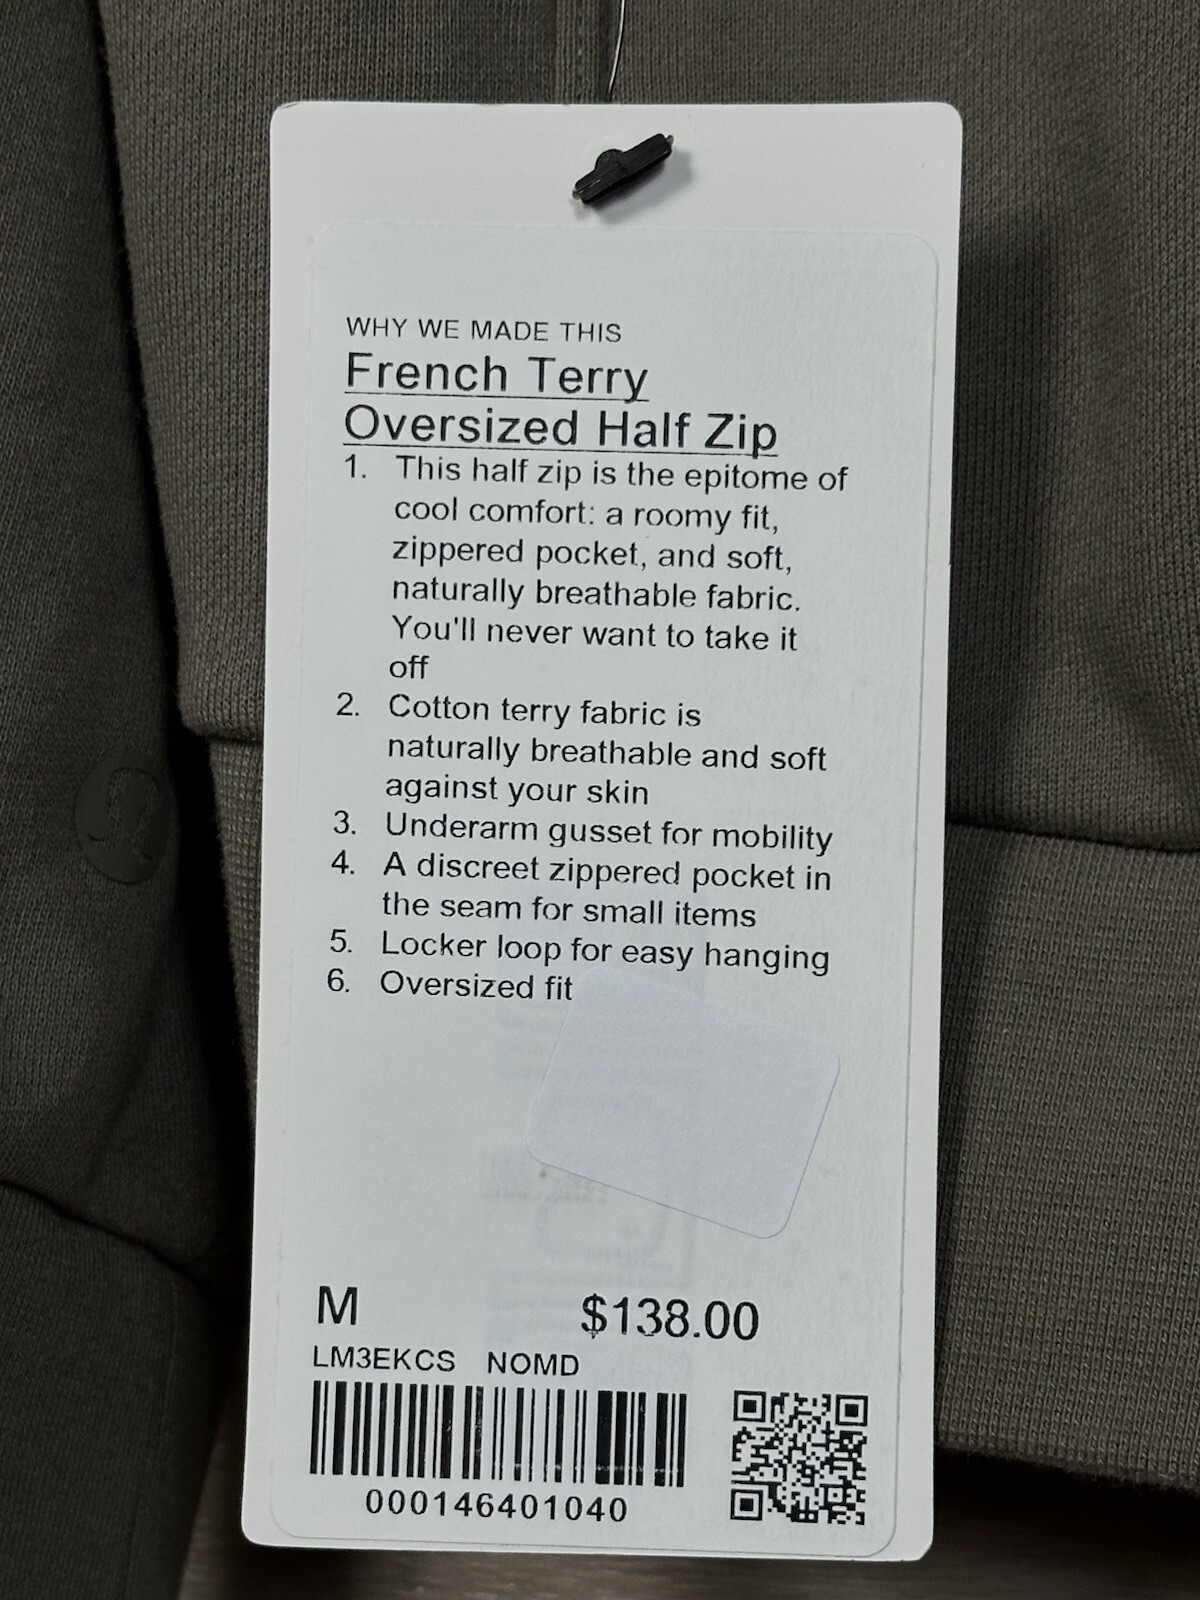 WHY WE MADE THIS
French Terry
Oversized Half Zip
1. This half zip is the epitome of
cool comfort: a roomy fit,
zippered pocket, and soft,
naturally breathable fabric.
You'll never want to take it
off
2. Cotton terry fabric is
naturally breathable and soft
against your skin
3. Underarm gusset for mobility
4. A discreet zippered pocket in
the seam for small items
5. Locker loop for easy hanging
6. Oversized fit
M $138.00
LM3EKCS NOMD
000146401040